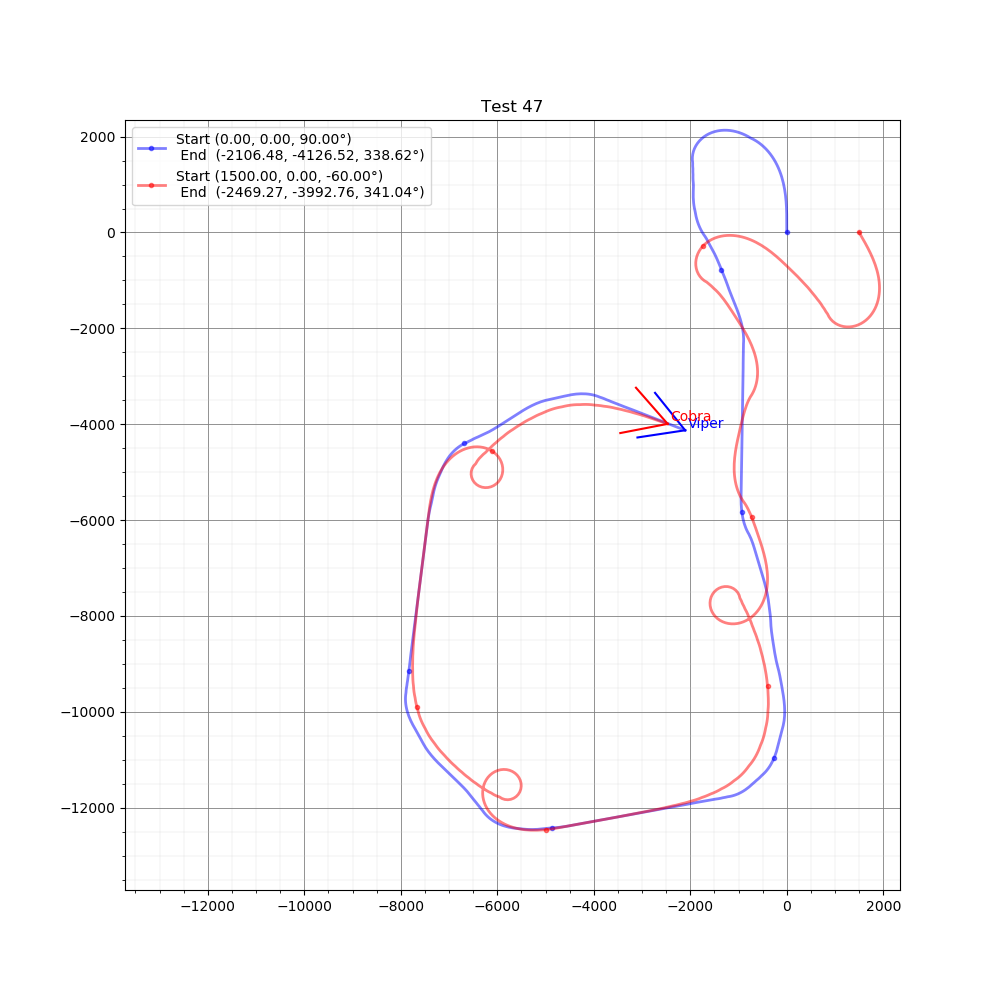 Test 47
Start (0.00, 0.00, 90.00°)
End  (-2106.48, -4126.52, 338.62°)
Start (1500.00, 0.00, -60.00°)
End  (-2469.27, -3992.76, 341.04°)
2000
0
−2000
−4000
−6000
−8000
−10000
−12000
Cobra
Viper
−12000 −10000 −8000 −6000 −4000 −2000 0 2000